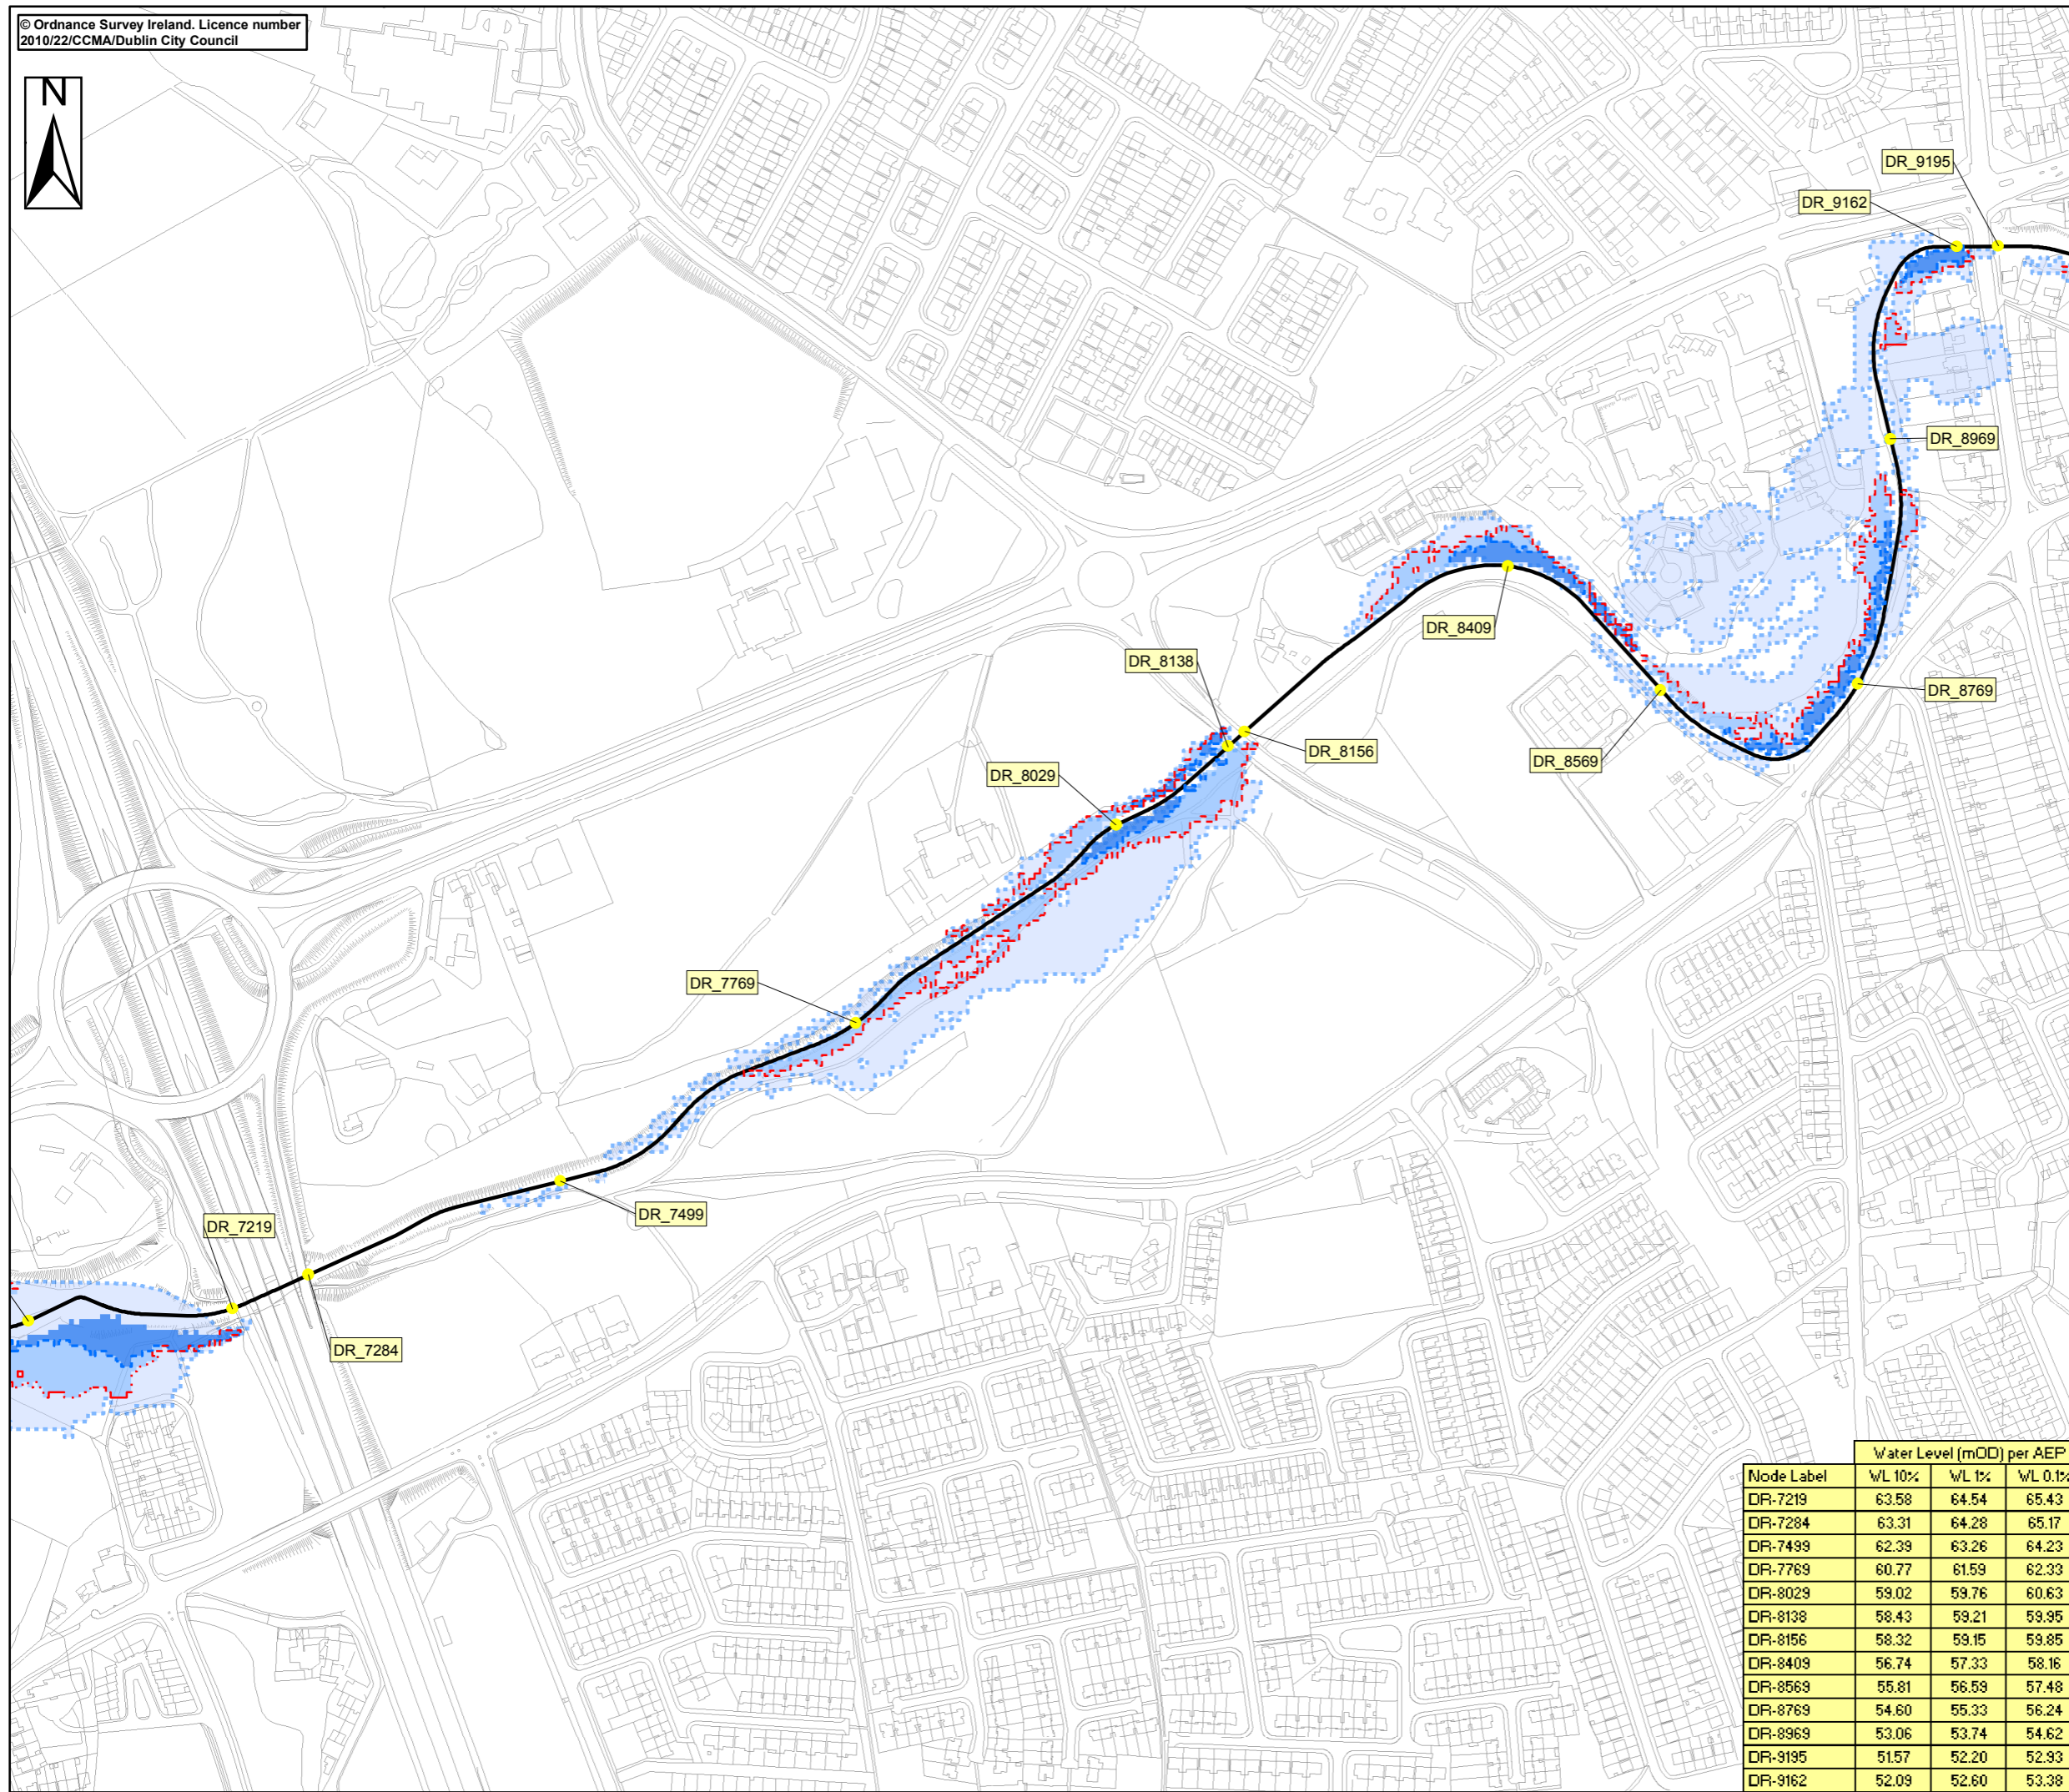 © Ordnance Survey Ireland. Licence number
2010/22/CCMA/Dublin City Council
N
DR_9195
DR_9162
DR_8969
DR_8409
DR_8138
DR_8769
DR_8156
DR_8569
DR_8029
DR_7769
DR_7499
DR_7219
DR_7284
Water Level (mOD) per AEP
Node Label WL 10% WL 1% WL 0.1%
DR-7219 63.58 64.54 65.43
DR-7284 63.31 64.28 65.17
DR-7499 62.39 63.26 64.23
DR-7769 60.77 61.59 62.33
DR-8029 59.02 59.76 60.63
DR-8138 58.43 59.21 59.95
DR-8156 58.32 59.15 59.85
DR-8409 56.74 57.33 58.16
DR-8569 55.81 56.59 57.48
DR-8769 54.60 55.33 56.24
DR-8969 53.06 53.74 54.62
DR-9195 51.57 52.20 52.93
DR-9162 52.09 52.60 53.38